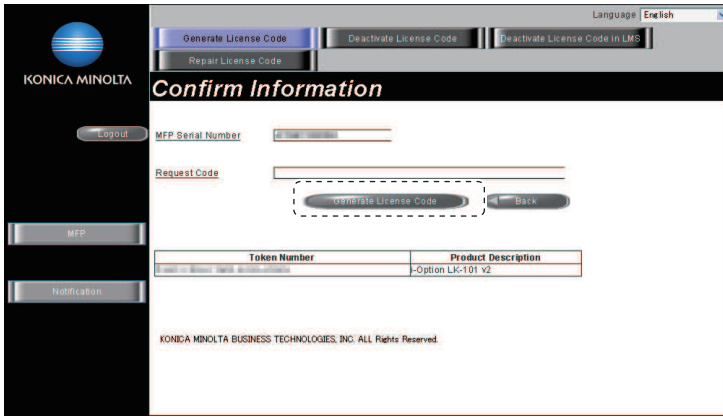 Language English
Generate License Code Deactivate License Code Deactivate License Code in LMS
Repair License Code
KONICA MINOLTA
Confirm Information
Logout
MFP Serial Number
Request Code
Generate License Code Back
MFP
Token Number Product Description
i-Option LK-101 v2
Notification
KONICA MINOLTA BUSINESS TECHNOLOGIES, INC. ALL Rights Reserved.